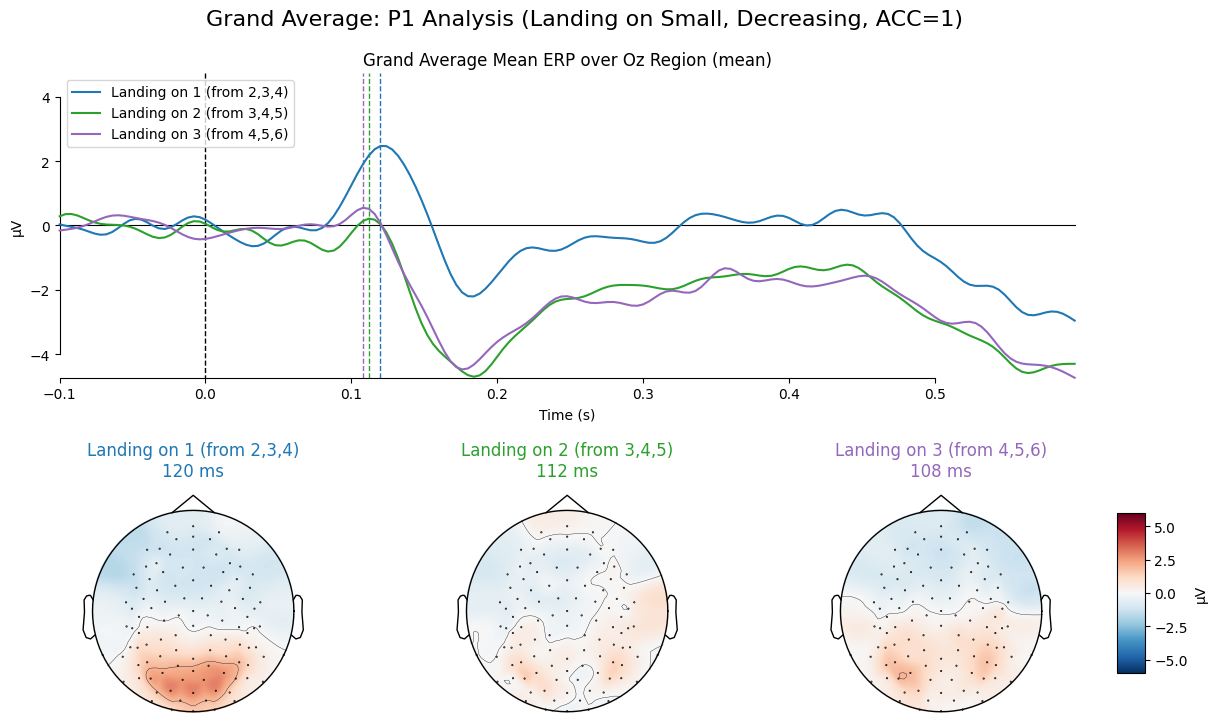 Grand Average: P1 Analysis (Landing on Small, Decreasing, ACC=1)
Grand Average Mean ERP over Oz Region (mean)
Landing on 1 (from 2,3,4)
Landing on 2 (from 3,4,5)
Landing on 3 (from 4,5,6)
4
2
0
−2
−4
µV
−0.1
0.0
0.1
0.2
0.3
0.4
0.5
Time (s)
Landing on 1 (from 2,3,4)
120 ms
Landing on 2 (from 3,4,5)
112 ms
Landing on 3 (from 4,5,6)
108 ms
5.0
2.5
0.0
−2.5
−5.0
µV